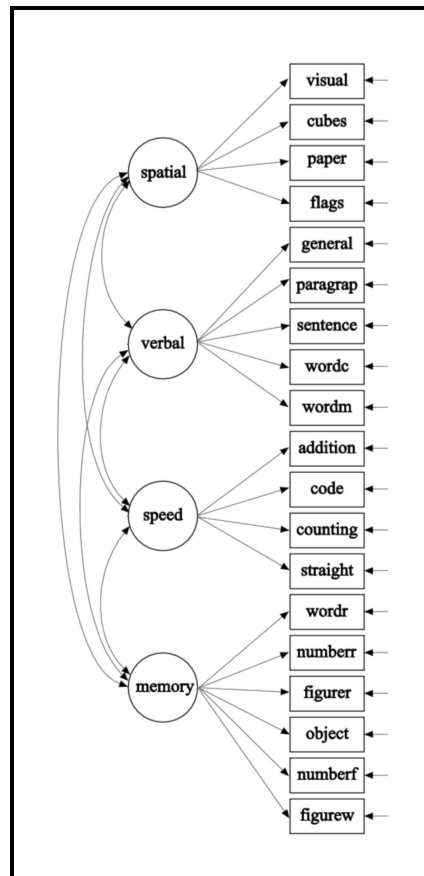 visual
cubes
paper
flags
general
paragrap
sentence
wordc
wordm
addition
code
counting
straight
wordr
numberr
figurer
object
numberf
figurew
spatial
verbal
speed
memory